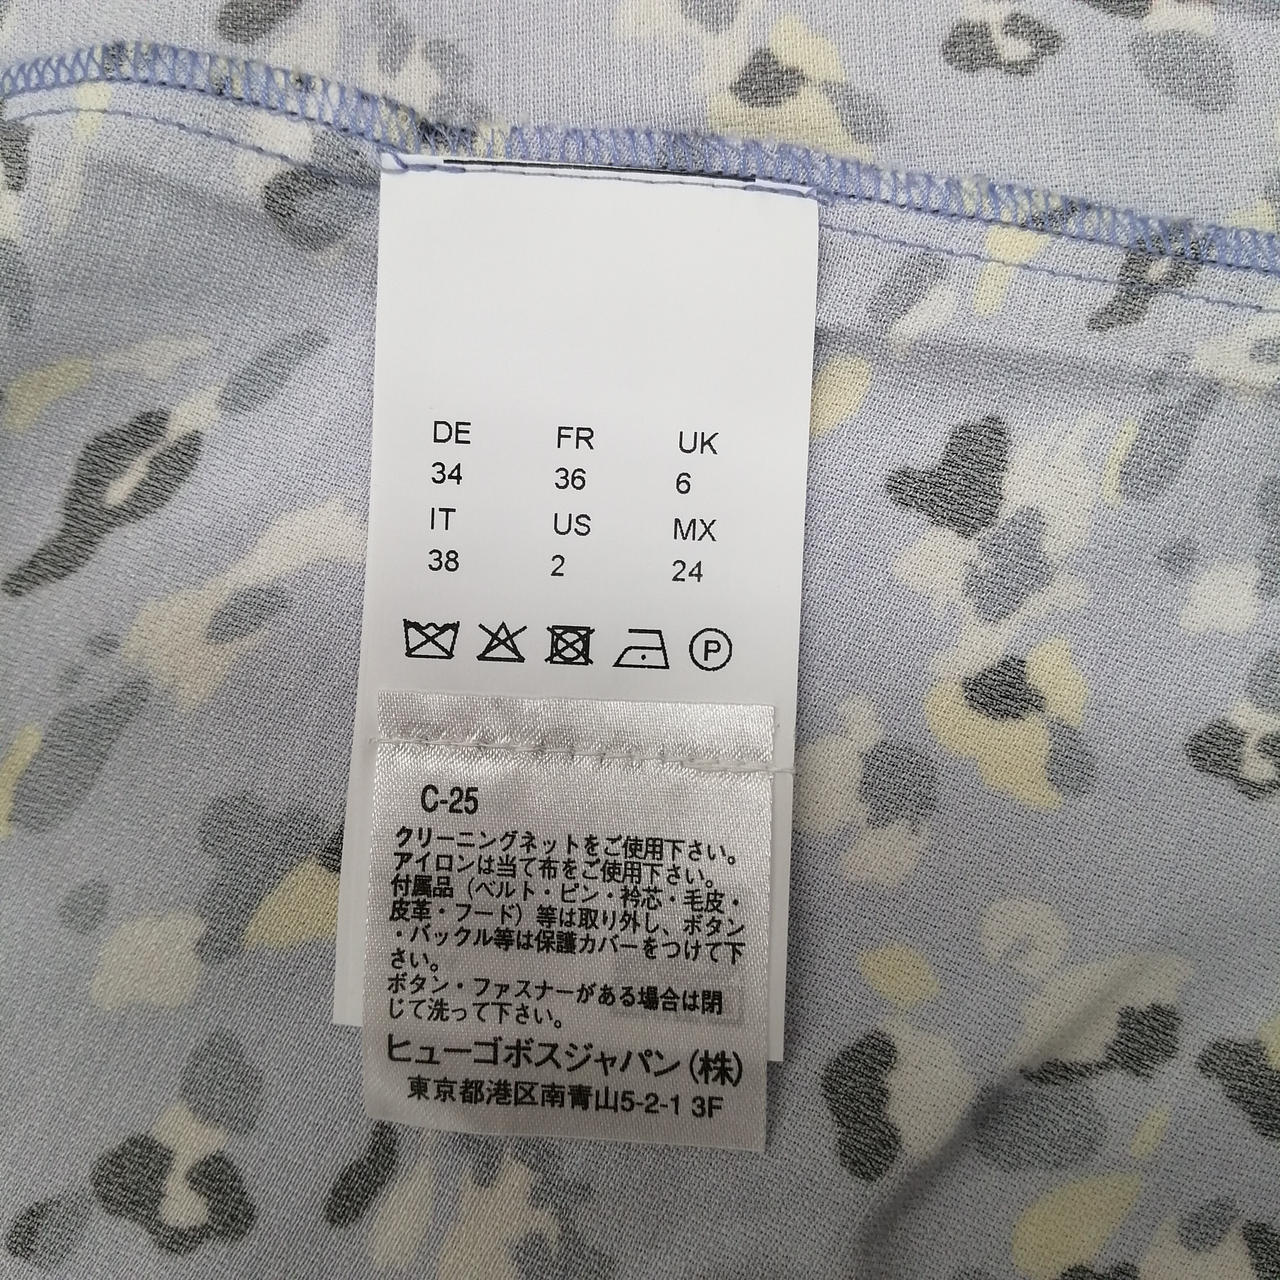 DE FR UK
34 36 6
IT US MX
38 2 24
P
C-25
クリーニングネットをご使用下さい。
アイロンは当て布をご使用下さい。
付属品（ベルト・ピン・衿芯・毛皮・
皮革・フード）等は取り外し、ボタン
・バックル等は保護カバーをつけて下
さい。
ボタン・ファスナーがある場合は閉
じて洗って下さい。
ヒューゴボスジャパン(株)
東京都港区南青山5-2-1 3F